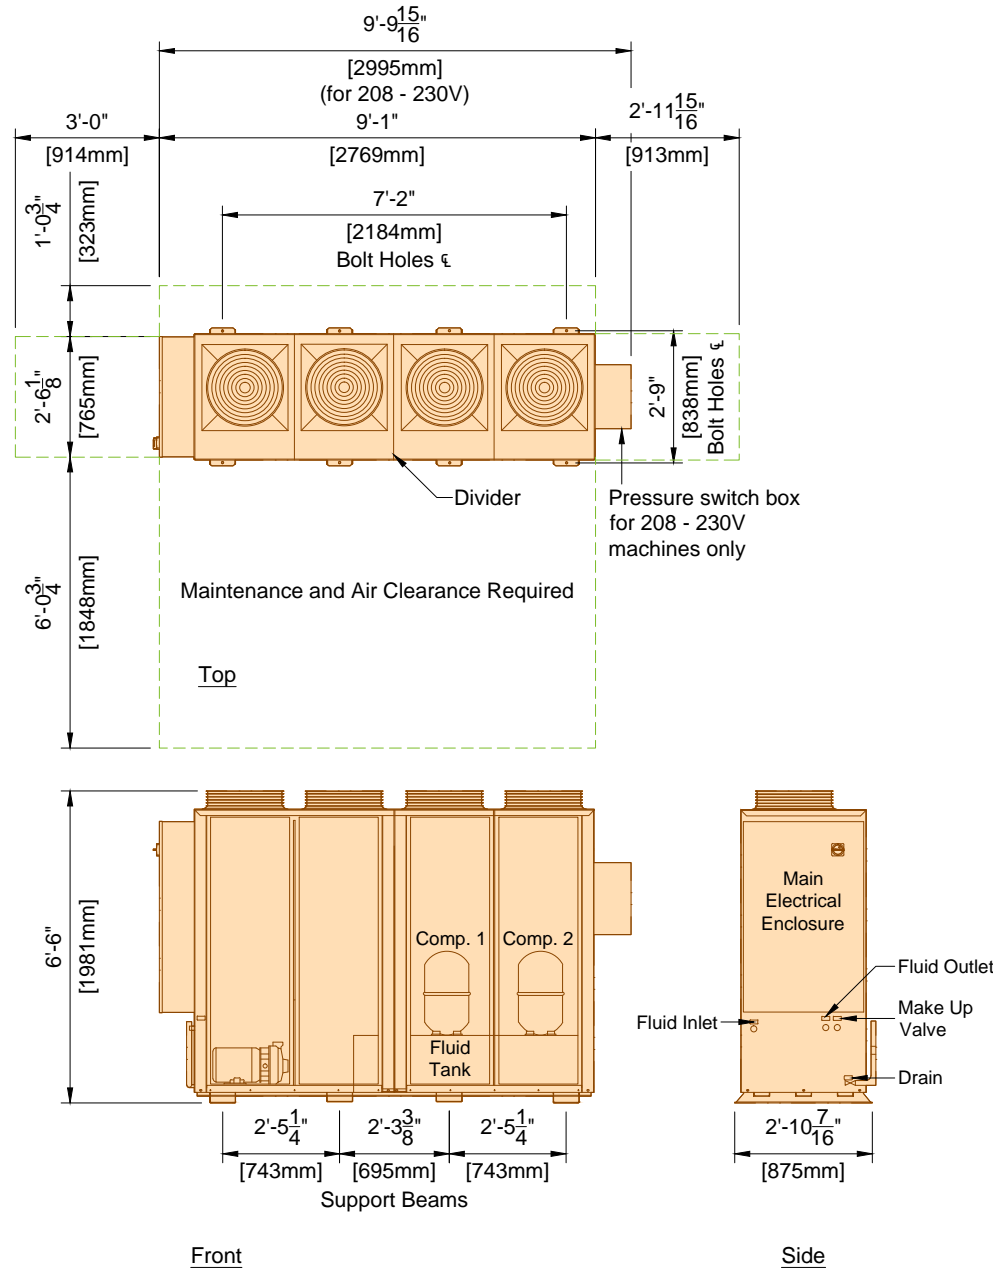 9'-9 15/16"
[2995mm]
(for 208 - 230V)
3'-0"
[914mm]
9'-1"
[2769mm]
2'-11 15/16"
[913mm]
7'-2"
[2184mm]
Bolt Holes ℄
1'-0 3/4"
[323mm]
2'-6 1/8"
[765mm]
2'-9"
[838mm]
Bolt Holes ℄
Divider
Pressure switch box
for 208 - 230V
machines only
6'-0 3/4"
[1848mm]
Maintenance and Air Clearance Required
Top
6'-6"
[1981mm]
Comp. 1
Comp. 2
Fluid
Tank
2'-5 1/4"
[743mm]
2'-3 3/8"
[695mm]
2'-5 1/4"
[743mm]
Support Beams
Front
Main
Electrical
Enclosure
Fluid Inlet
Fluid Outlet
Make Up
Valve
Drain
2'-10 7/16"
[875mm]
Side